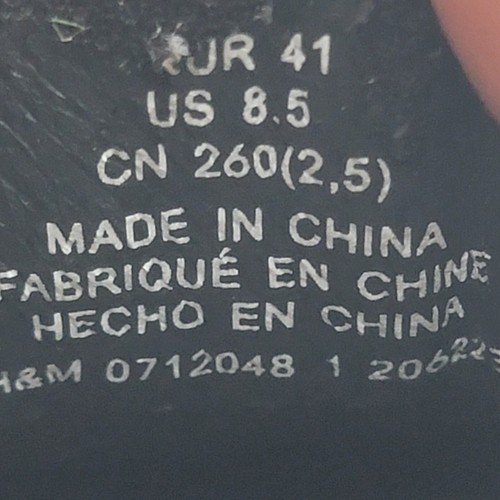 EUR 41
US 8.5
CN 260(2,5)
MADE IN CHINA
FABRIQUÉ EN CHINE
HECHO EN CHINA
H&M 0712048 1